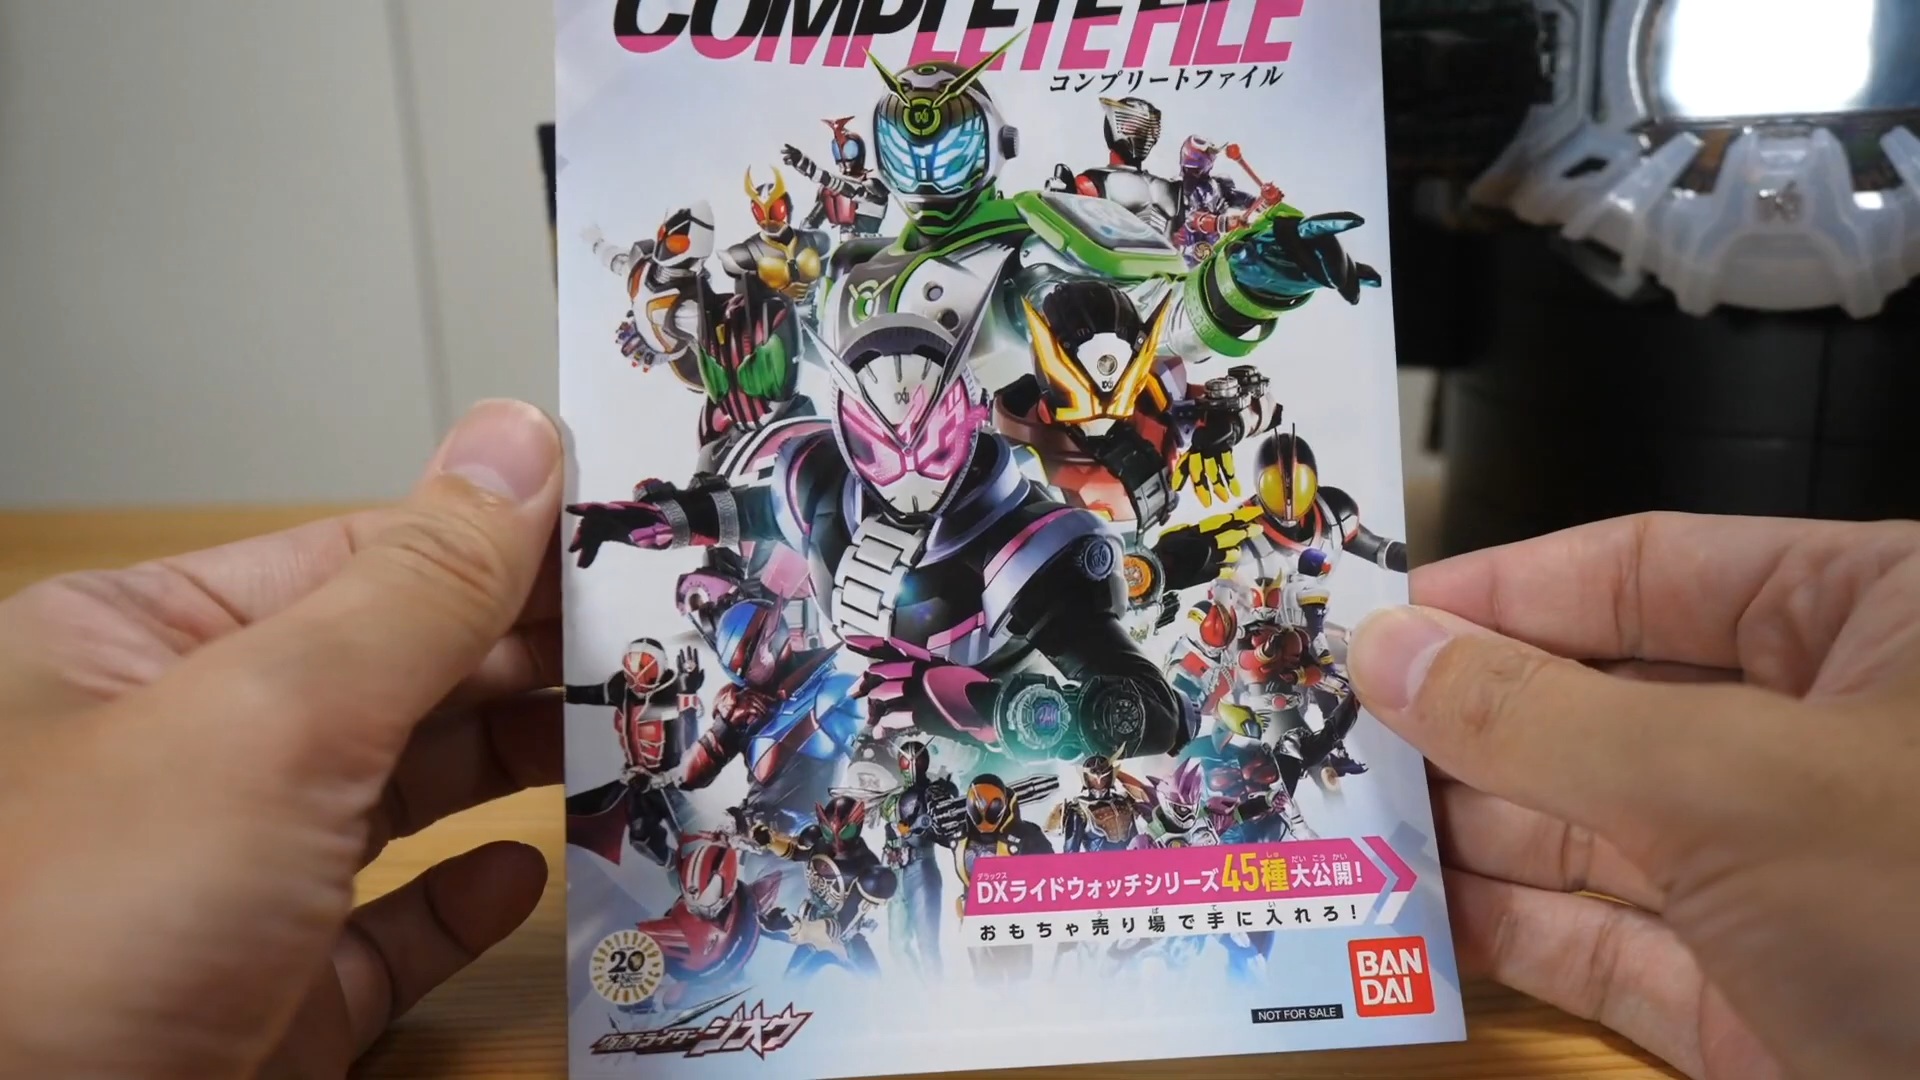 COMPLETE FILE
コンプリートファイル
デラックス しゅ だいこうかい
DXライドウォッチシリーズ45種大公開!
う ば て い
おもちゃ売り場で手に入れろ!
20
BAN
DAI
NOT FOR SALE
仮面ライダージオウ